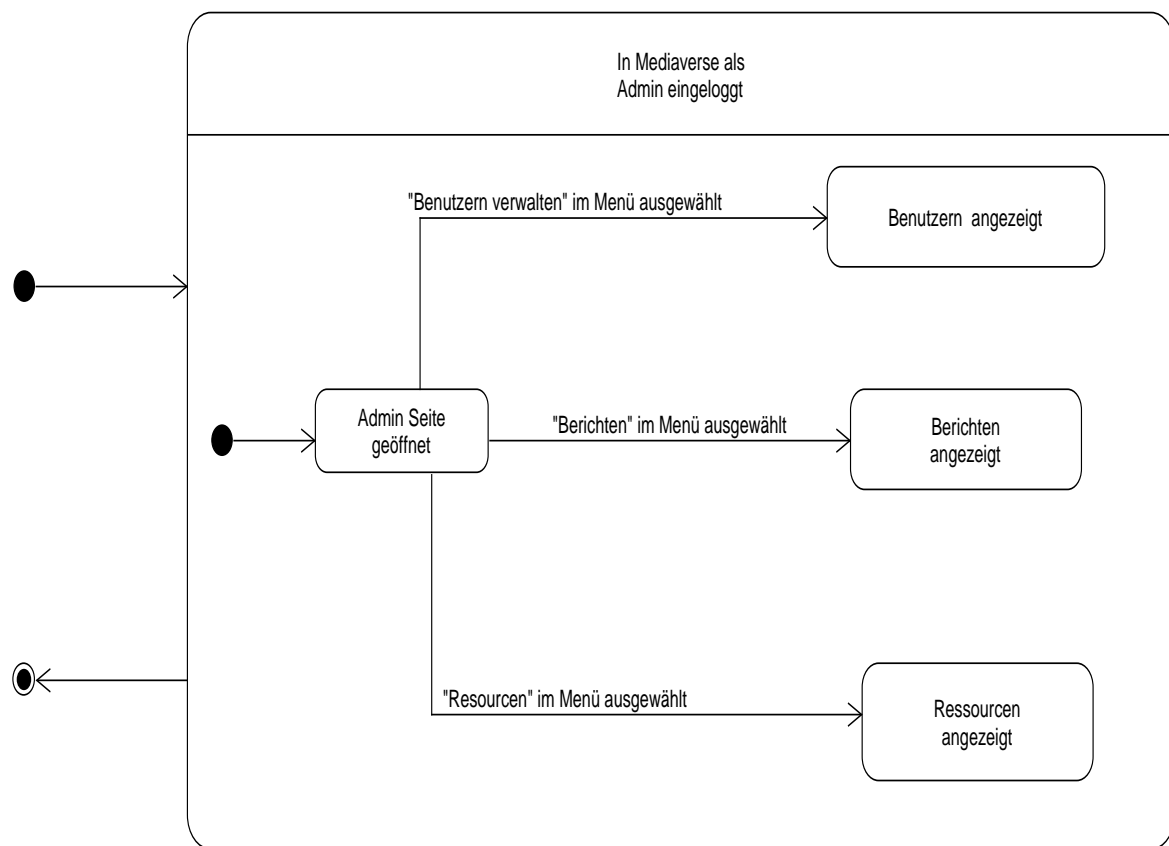 In Mediaverse als
Admin eingeloggt
"Benutzern verwalten" im Menü ausgewählt
Benutzern angezeigt
Admin Seite
geöffnet
"Berichten" im Menü ausgewählt
Berichten
angezeigt
"Resourcen" im Menü ausgewählt
Ressourcen
angezeigt